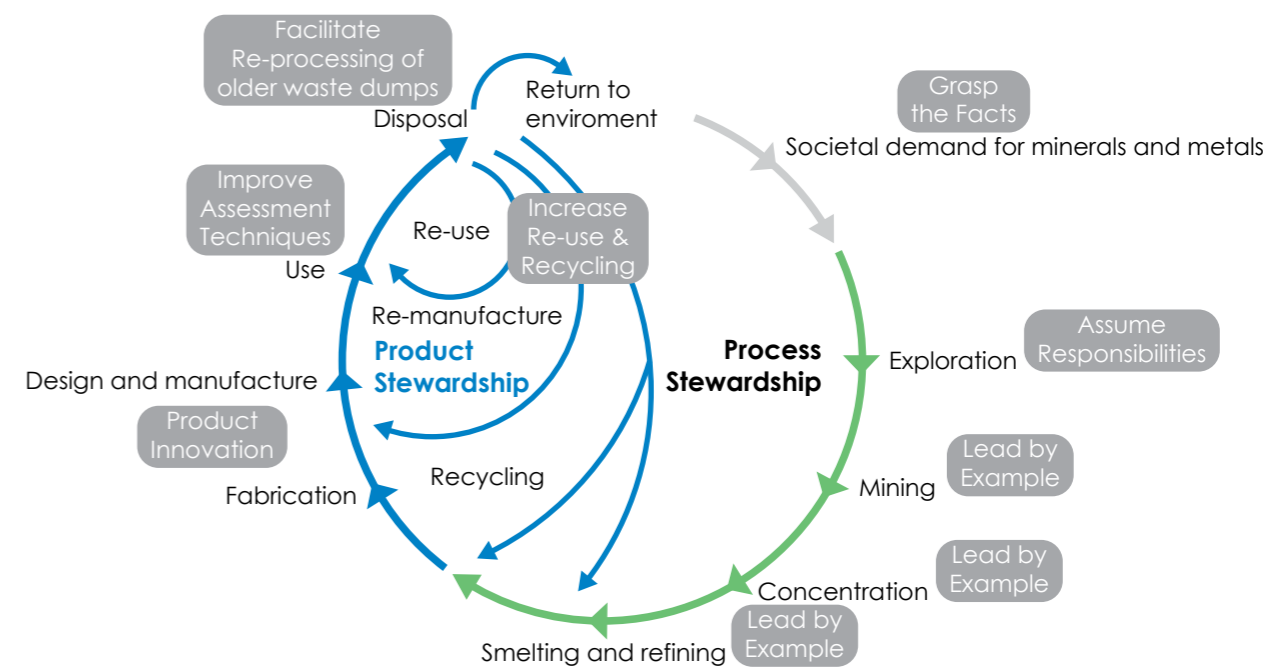 Facilitate
Re-processing of
older waste dumps
Disposal
Return to
enviroment
Grasp
the Facts
Societal demand for minerals and metals
Improve
Assessment
Techniques
Use
Re-use
Increase
Re-use &
Recycling
Re-manufacture
Product
Stewardship
Process
Stewardship
Assume
Responsibilities
Exploration
Design and manufacture
Product
Innovation
Lead by
Example
Mining
Recycling
Fabrication
Lead by
Example
Concentration
Lead by
Example
Smelting and refining